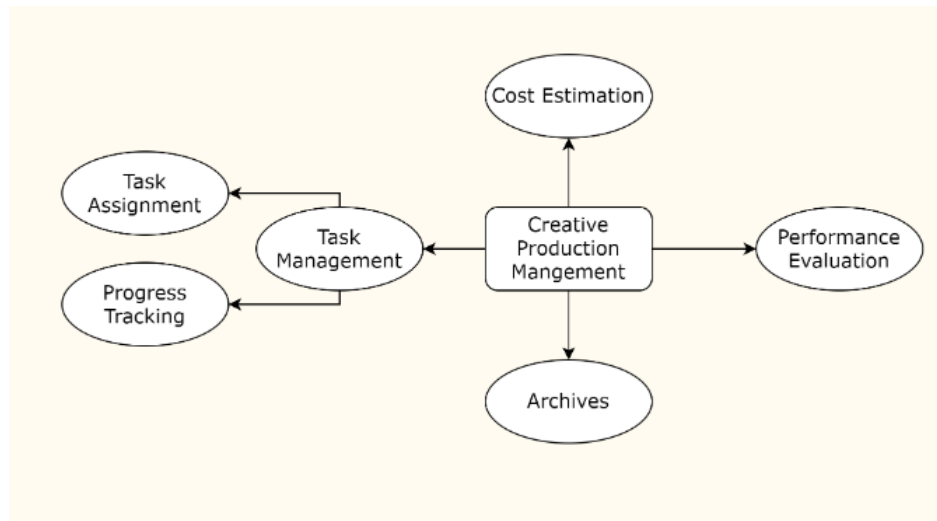 Cost Estimation
Task
Assignment
Task
Management
Creative
Production
Mangement
Performance
Evaluation
Progress
Tracking
Archives